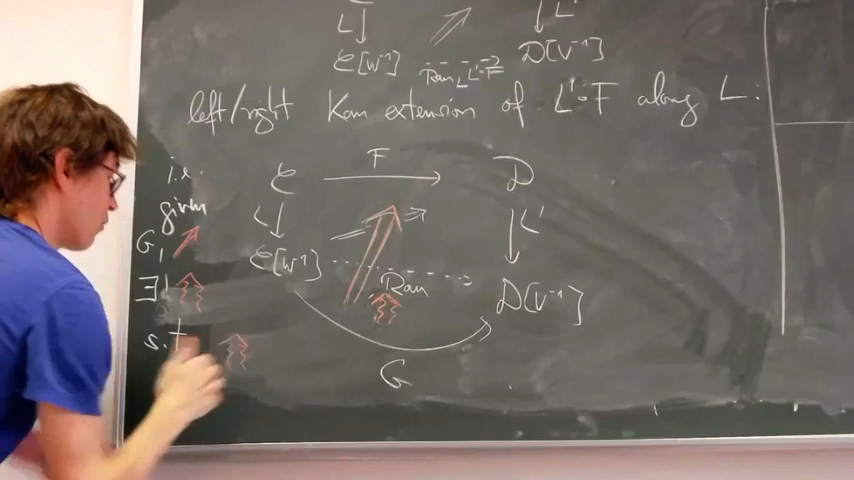 L L'
C[W⁻¹] Ran_L L'∘F D[V⁻¹]
left/right Kan extension of L'∘F along L:
i.e. C F D
given L L'
G, C[W⁻¹] Ran D[V⁻¹]
∃!
s.t.
G